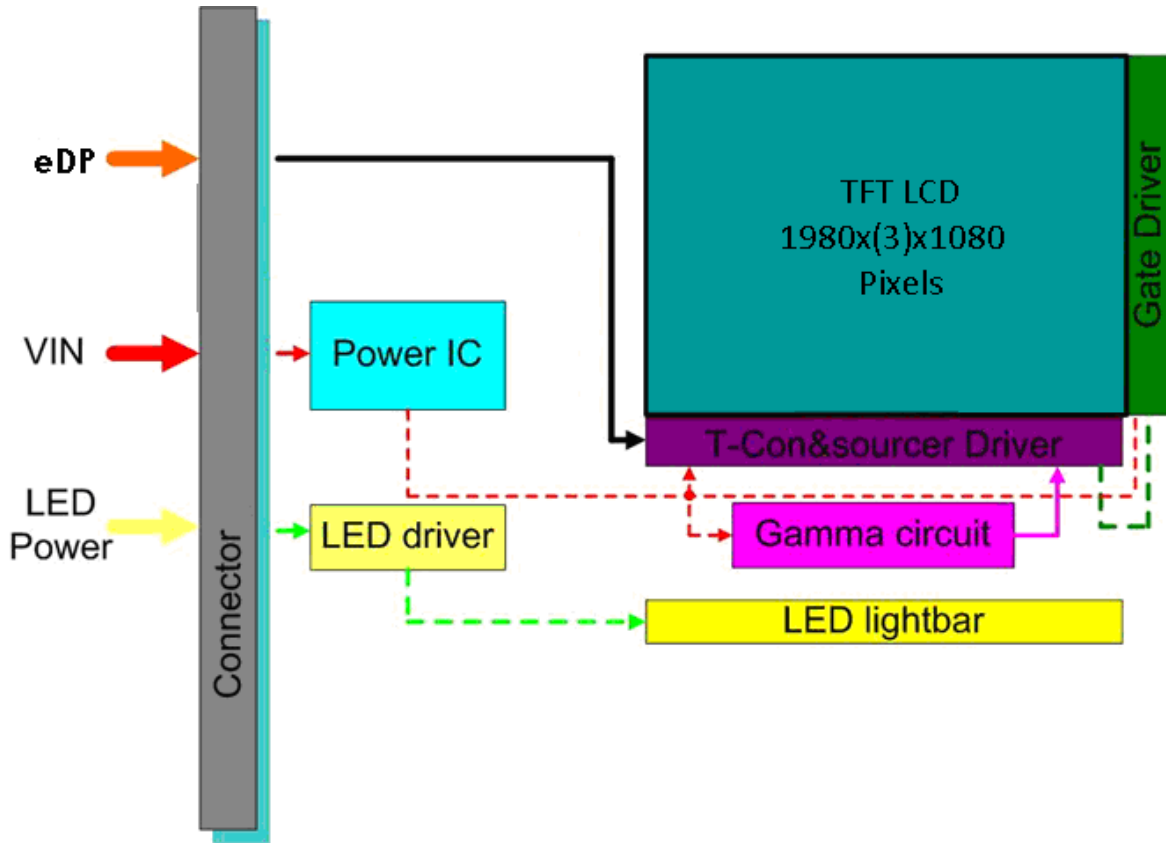 eDP
VIN
LED
Power
Connector
Power IC
LED driver
TFT LCD
1980x(3)x1080
Pixels
Gate Driver
T-Con&sourcer Driver
Gamma circuit
LED lightbar